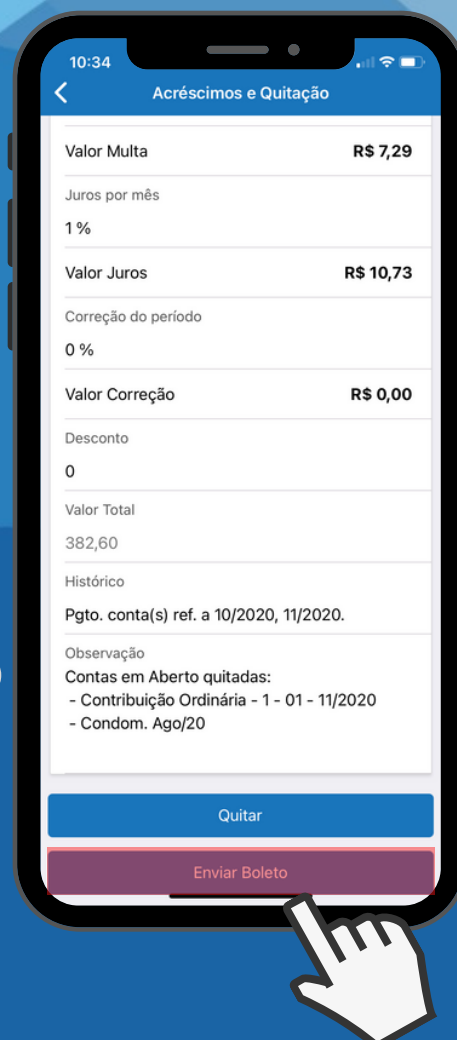 10:34
Acréscimos e Quitação
Valor Multa R$ 7,29
Juros por mês
1 %
Valor Juros R$ 10,73
Correção do período
0 %
Valor Correção R$ 0,00
Desconto
0
Valor Total
382,60
Histórico
Pgto. conta(s) ref. a 10/2020, 11/2020.
Observação
Contas em Aberto quitadas:
- Contribuição Ordinária - 1 - 01 - 11/2020
- Condom. Ago/20
Quitar
Enviar Boleto